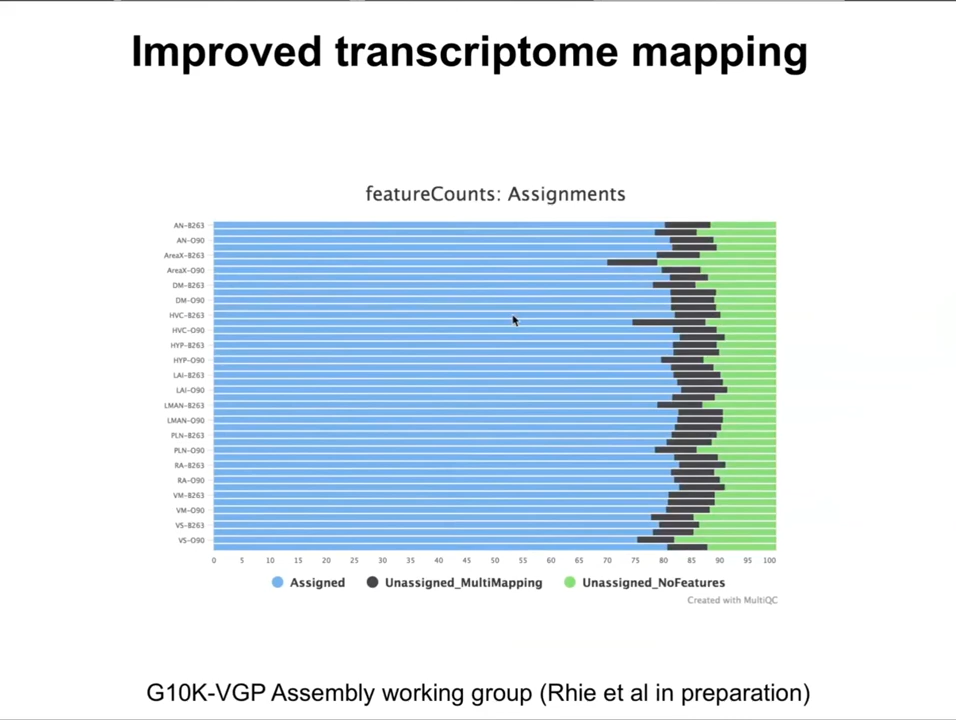 Improved transcriptome mapping
featureCounts: Assignments
AN-B263
AN-O90
AreaX-B263
AreaX-O90
DM-B263
DM-O90
HVC-B263
HVC-O90
HYP-B263
HYP-O90
LAI-B263
LAI-O90
LMAN-B263
LMAN-O90
PLN-B263
PLN-O90
RA-B263
RA-O90
VM-B263
VM-O90
VS-B263
VS-O90
0 5 10 15 20 25 30 35 40 45 50 55 60 65 70 75 80 85 90 95 100
Assigned Unassigned_MultiMapping Unassigned_NoFeatures
Created with MultiQC
G10K-VGP Assembly working group (Rhie et al in preparation)